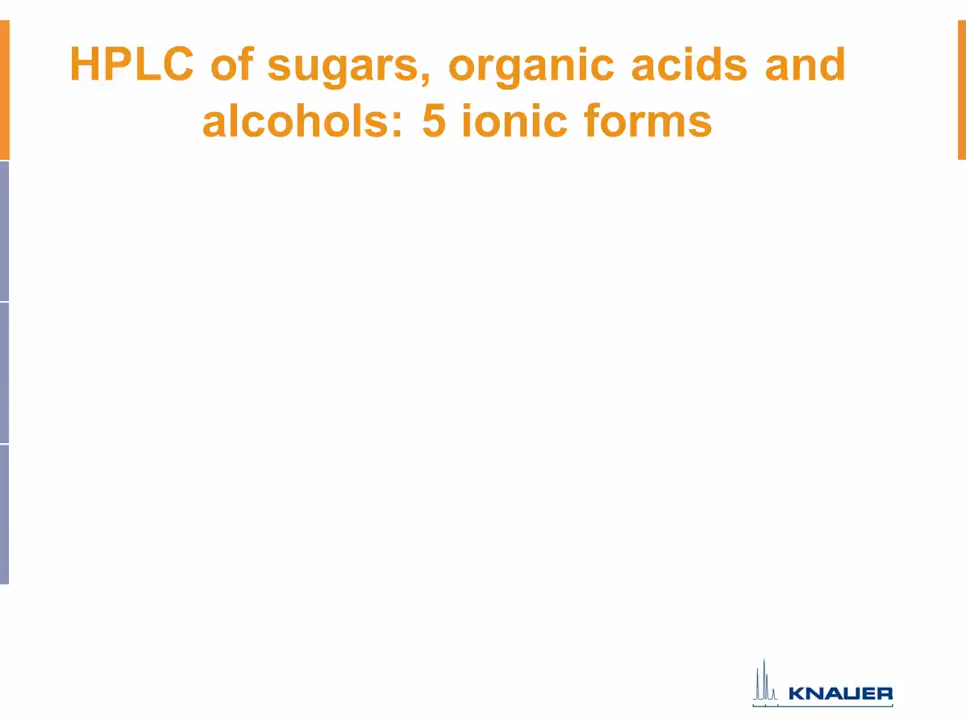 HPLC of sugars, organic acids and
alcohols: 5 ionic forms
KNAUER